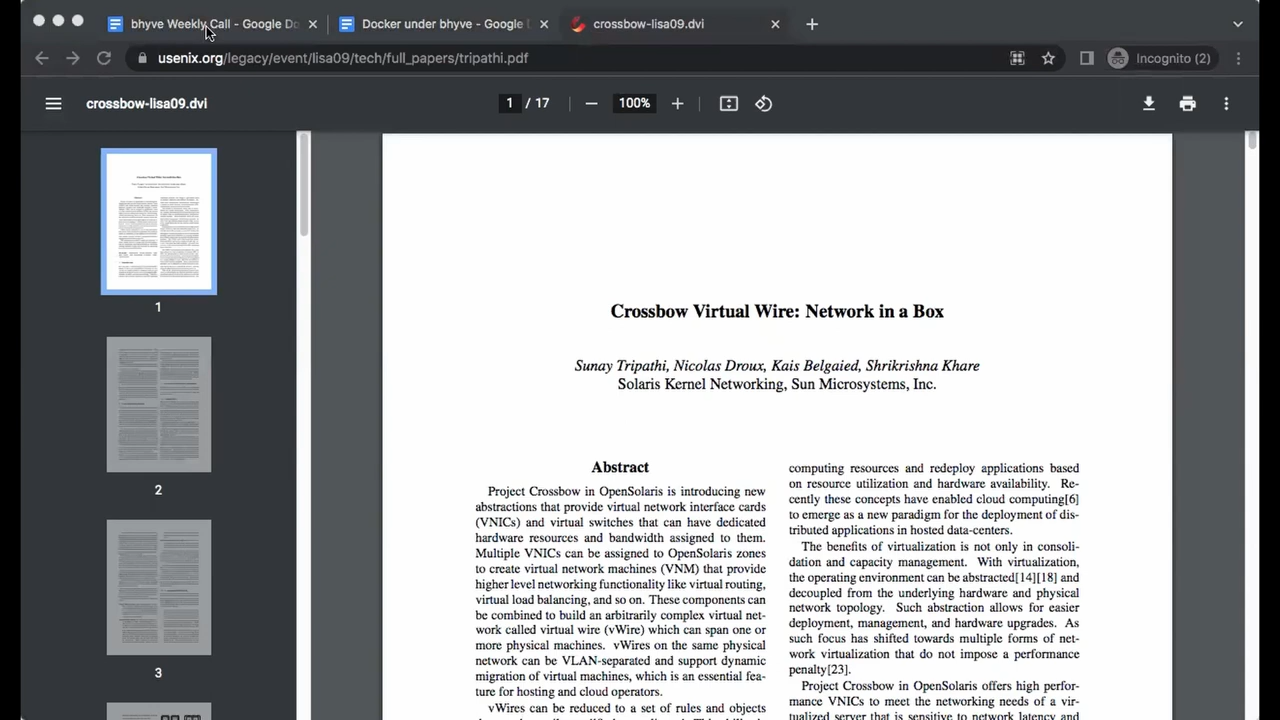 bhyve Weekly Call - Google Do
Docker under bhyve - Google D
crossbow-lisa09.dvi
usenix.org/legacy/event/lisa09/tech/full_papers/tripathi.pdf
Incognito (2)
crossbow-lisa09.dvi
1 / 17
100%
1
2
3
Crossbow Virtual Wire: Network in a Box
Sunay Tripathi, Nicolas Droux, Kais Belgaied, Shrikrishna Khare
Solaris Kernel Networking, Sun Microsystems, Inc.
Abstract
Project Crossbow in OpenSolaris is introducing new
abstractions that provide virtual network interface cards
(VNICs) and virtual switches that can have dedicated
hardware resources and bandwidth assigned to them.
Multiple VNICs can be assigned to OpenSolaris zones
to create virtual network machines (VNM) that provide
higher level networking functionality like virtual routing,
virtual load balancing, and so on. These components can
be combined to build an arbitrarily complex virtual net-
work called virtual wire (vWire) which can span one or
more physical machines. vWires on the same physical
network can be VLAN-separated and support dynamic
migration of virtual machines, which is an essential fea-
ture for hosting and cloud operators.
vWires can be reduced to a set of rules and objects
computing resources and redeploy applications based
on resource utilization and hardware availability. Re-
cently these concepts have enabled cloud computing[6]
to emerge as a new paradigm for the deployment of dis-
tributed applications in hosted data-centers.
The benefits of virtualization is not only in consoli-
dation and capacity management. With virtualization,
the operating environment can be abstracted[14][18] and
decoupled from the underlying hardware and physical
network topology. Such abstraction allows for easier
deployment, management, and hardware upgrades. As
such focus has shifted towards multiple forms of net-
work virtualization that do not impose a performance
penalty[23].
Project Crossbow in OpenSolaris offers high perfor-
mance VNICs to meet the networking needs of a vir-
tualized server that is sensitive to network latency and